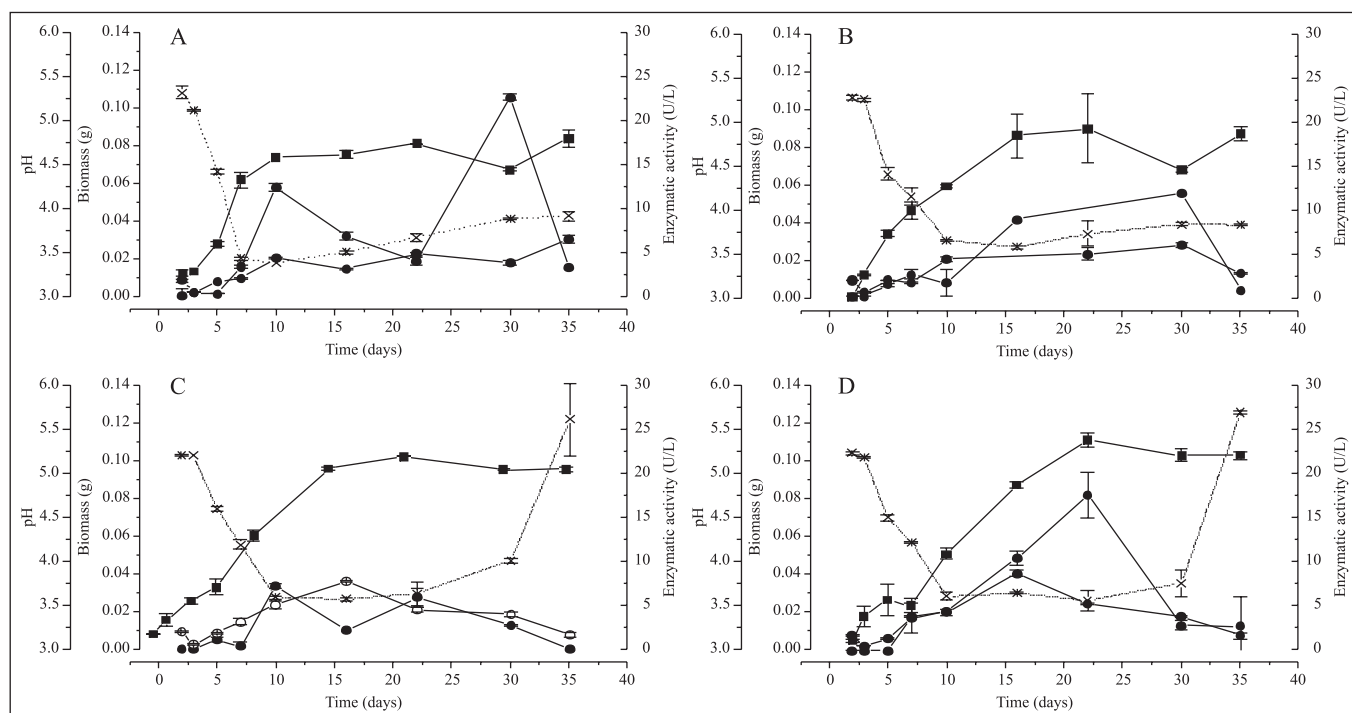 A
6.0 0.14 30
5.5 0.12 25
5.0 0.10 20
0.08
4.5 0.06 15
4.0 0.04 10
3.5 0.02 5
3.0 0.00 0
pH
Biomass (g)
Enzymatic activity (U/L)
0 5 10 15 20 25 30 35 40
Time (days)
B
6.0 0.14 30
5.5 0.12 25
5.0 0.10 20
0.08
4.5 0.06 15
4.0 0.04 10
3.5 0.02 5
3.0 0.00 0
pH
Biomass (g)
Enzymatic activity (U/L)
0 5 10 15 20 25 30 35 40
Time (days)
C
6.0 0.14 30
5.5 0.12 25
5.0 0.10 20
0.08
4.5 0.06 15
4.0 0.04 10
3.5 0.02 5
3.0 0.00 0
pH
Biomass (g)
Enzymatic activity (U/L)
0 5 10 15 20 25 30 35 40
Time (days)
D
6.0 0.14 30
5.5 0.12 25
5.0 0.10 20
0.08
4.5 0.06 15
4.0 0.04 10
3.5 0.02 5
3.0 0.00 0
pH
Biomass (g)
Enzymatic activity (U/L)
0 5 10 15 20 25 30 35 40
Time (days)